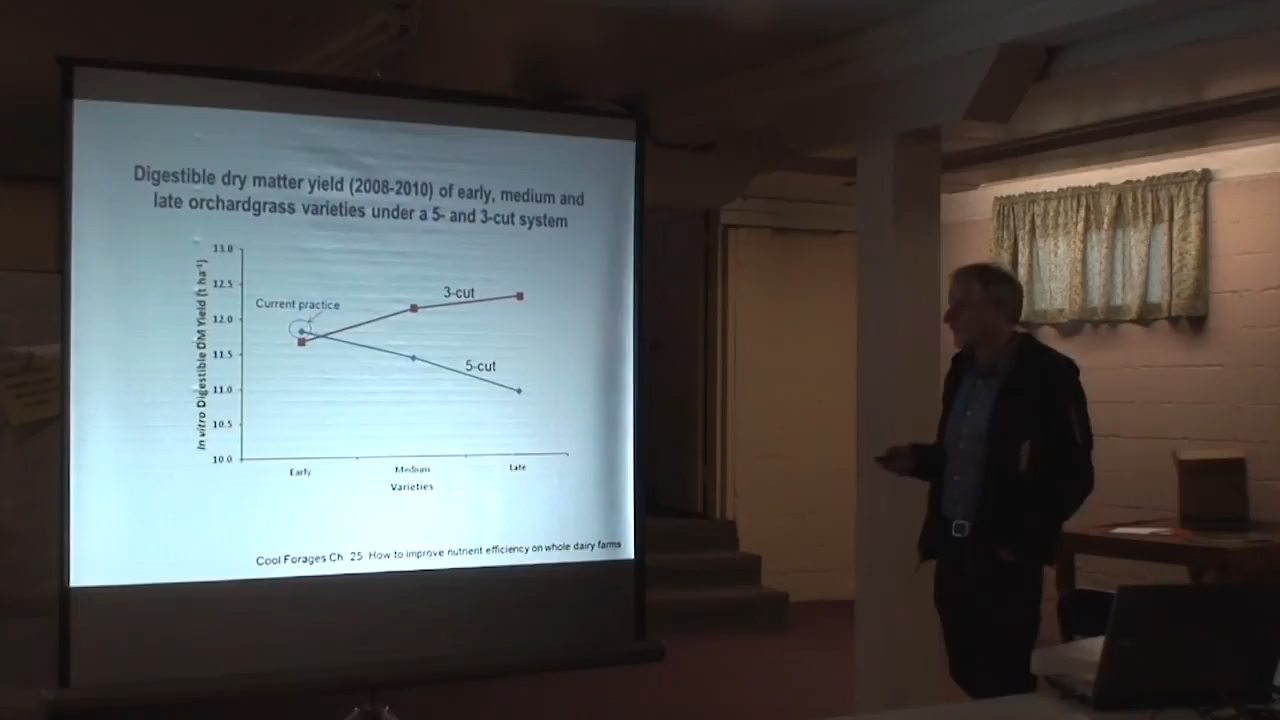 Digestible dry matter yield (2008-2010) of early, medium and
late orchardgrass varieties under a 5- and 3-cut system
13.0
12.5
12.0
11.5
11.0
10.5
10.0
In vitro Digestible DM Yield (t ha⁻¹)
Current practice
3-cut
5-cut
Early
Medium
Late
Varieties
Cool Forages Ch. 25 How to improve nutrient efficiency on whole dairy farms